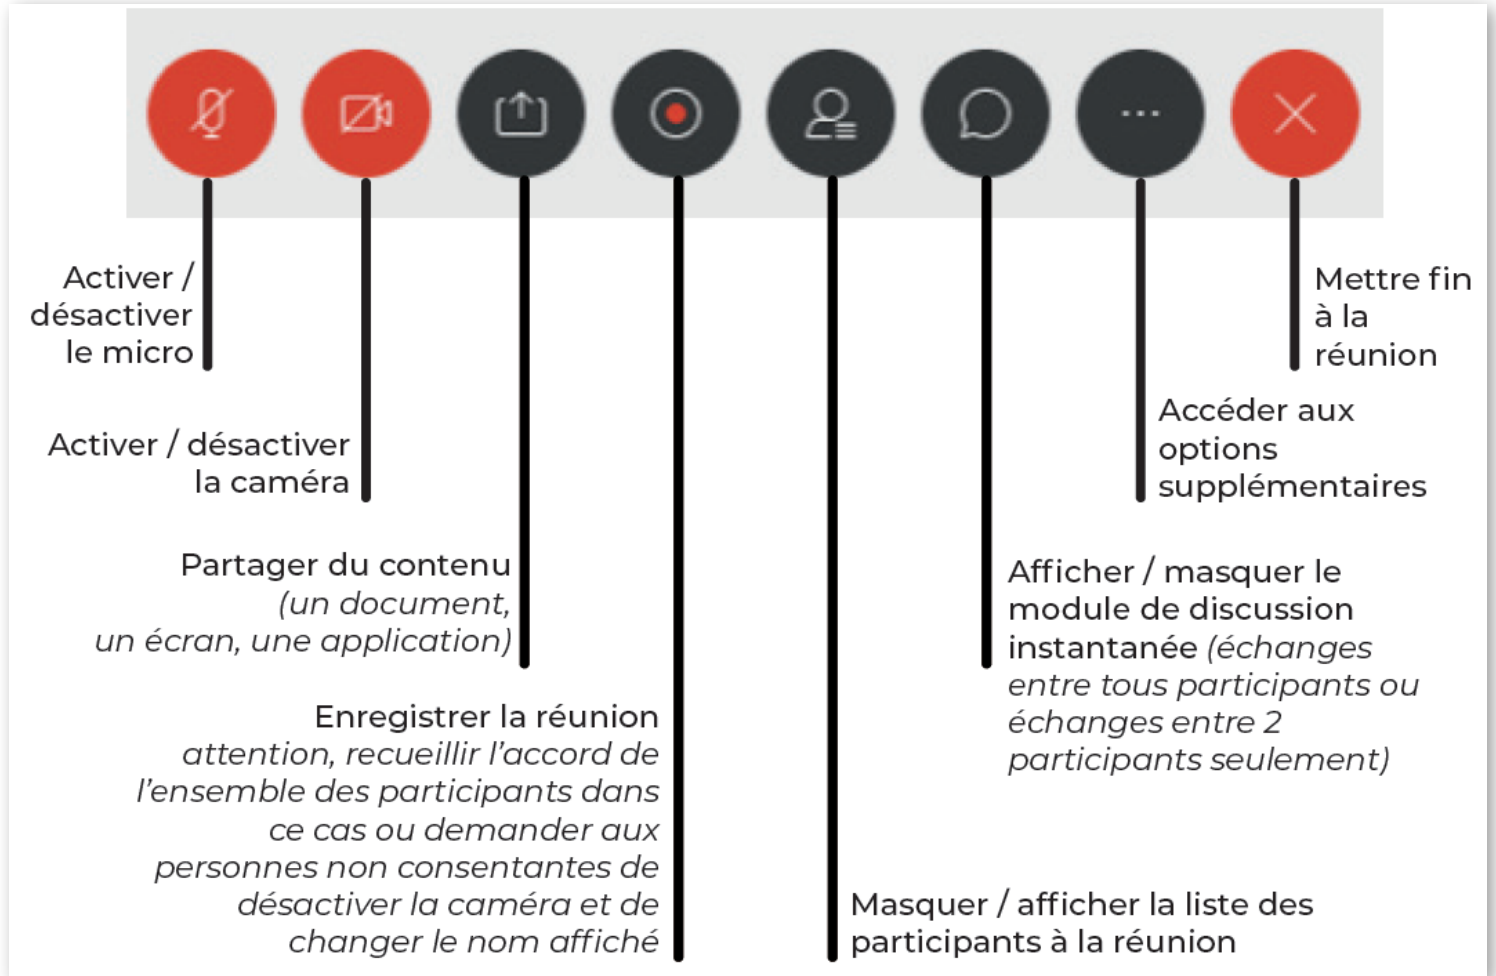 Activer /
désactiver
le micro
Activer / désactiver
la caméra
Partager du contenu
(un document,
un écran, une application)
Enregistrer la réunion
attention, recueillir l’accord de
l’ensemble des participants dans
ce cas ou demander aux
personnes non consentantes de
désactiver la caméra et de
changer le nom affiché
Masquer / afficher la liste des
participants à la réunion
Afficher / masquer le
module de discussion
instantanée (échanges
entre tous participants ou
échanges entre 2
participants seulement)
Accéder aux
options
supplémentaires
Mettre fin
à la
réunion